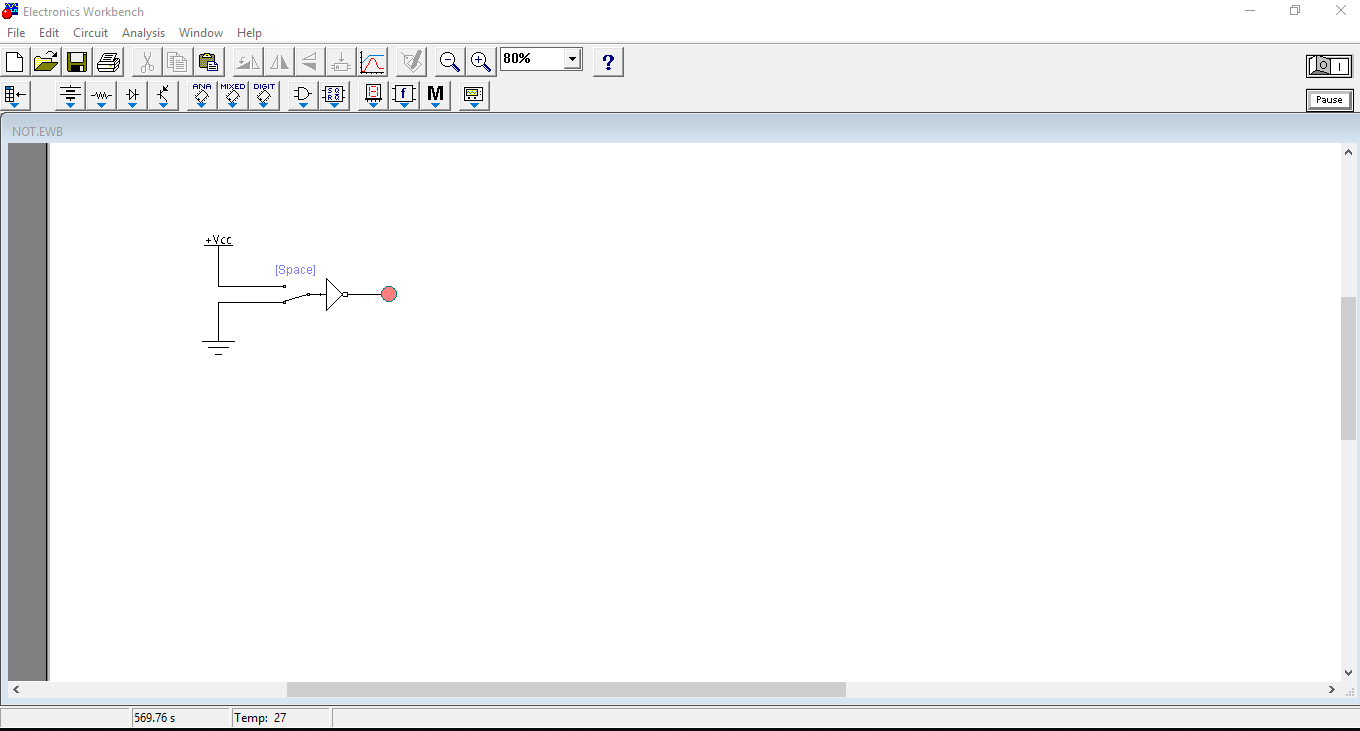 Electronics Workbench
File Edit Circuit Analysis Window Help
80% ?
ANA MIXED DIGIT
f M
Pause
NOT.EWB
+Vcc
[Space]
569.76 s Temp: 27